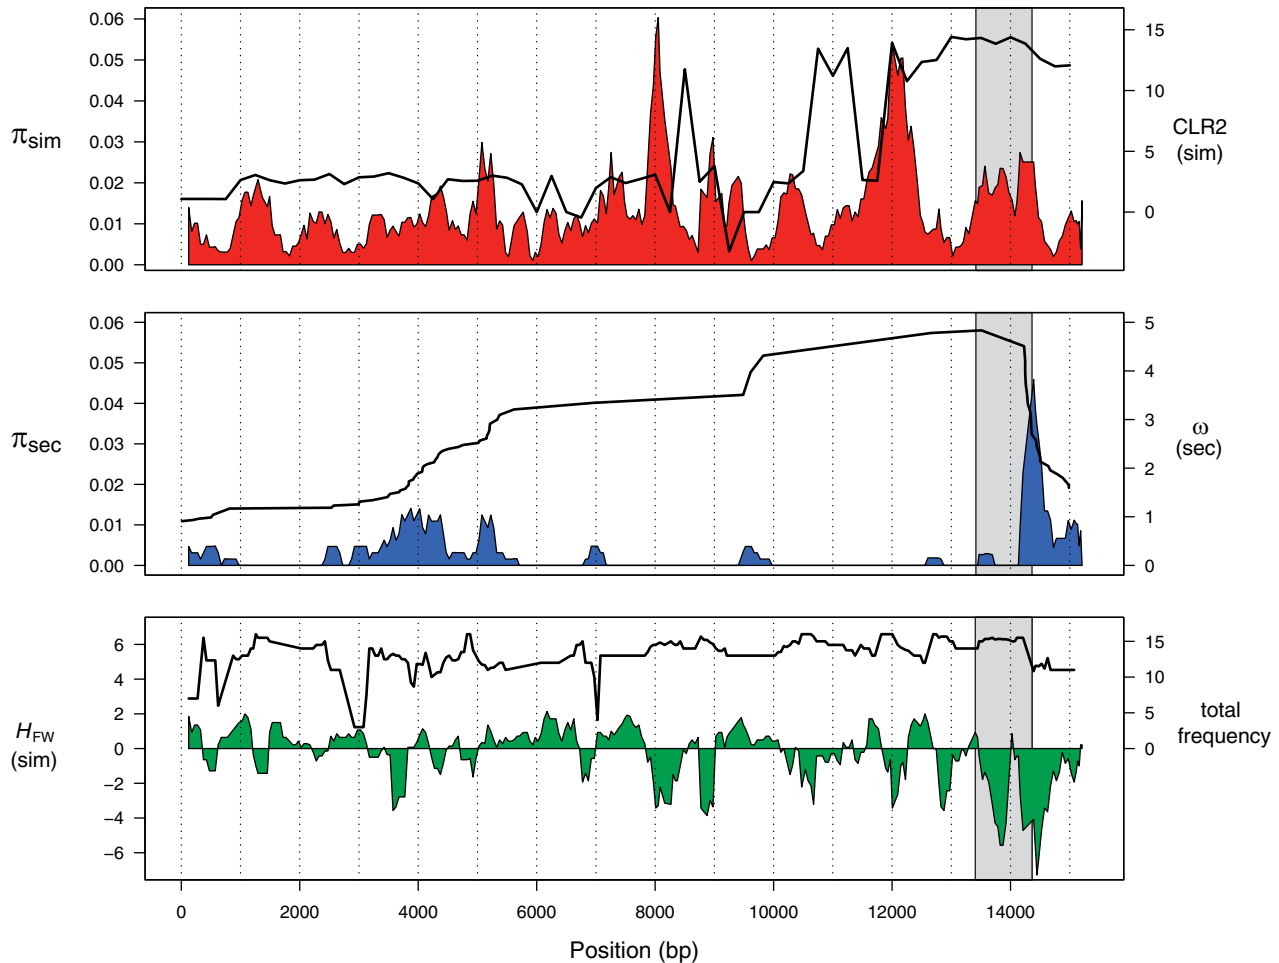 0.06
0.05
0.04
0.03
0.02
0.01
0.00
πsim
15
10
5
0
CLR2
(sim)
0.06
0.05
0.04
0.03
0.02
0.01
0.00
πsec
5
4
3
2
1
0
ω
(sec)
6
4
2
0
−2
−4
−6
HFW
(sim)
15
10
5
0
total
frequency
0 2000 4000 6000 8000 10000 12000 14000
Position (bp)